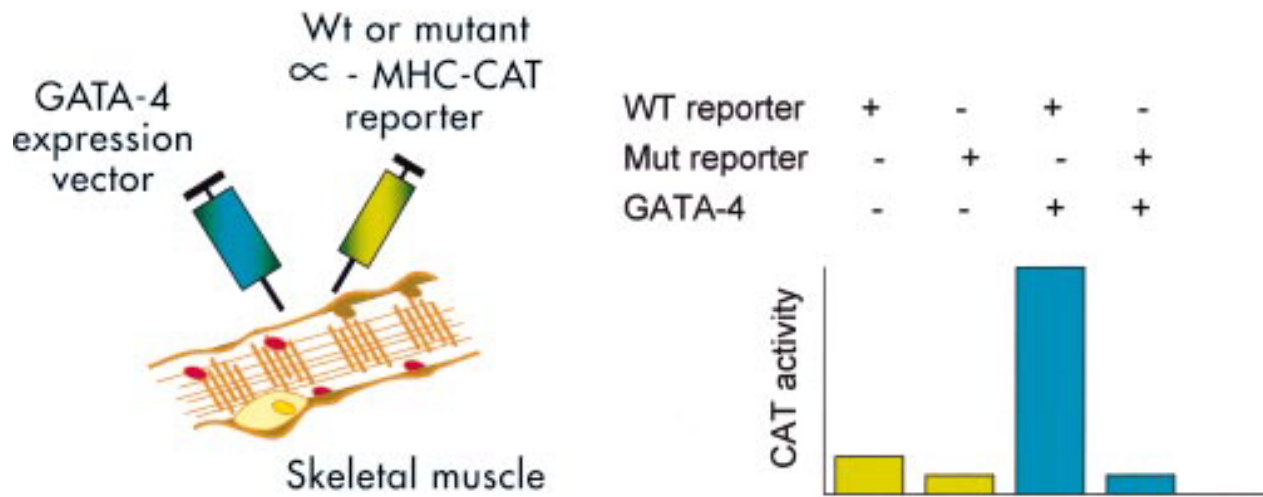 Wt or mutant
∝ - MHC-CAT
reporter
GATA-4
expression
vector
Skeletal muscle
WT reporter + - + -
Mut reporter - + - +
GATA-4 - - + +
CAT activity